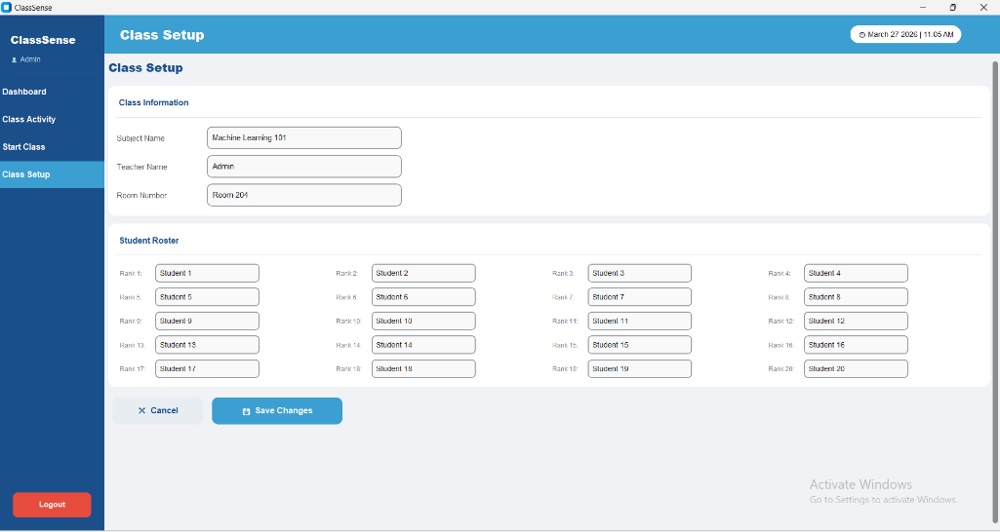 ClassSense
ClassSense
Admin
Dashboard
Class Activity
Start Class
Class Setup
Logout
Class Setup
March 27 2026 | 11:05 AM
Class Setup
Class Information
Subject Name Machine Learning 101
Teacher Name Admin
Room Number Room 204
Student Roster
Rank 1: Student 1 Rank 2: Student 2 Rank 3: Student 3 Rank 4: Student 4
Rank 5: Student 5 Rank 6: Student 6 Rank 7: Student 7 Rank 8: Student 8
Rank 9: Student 9 Rank 10: Student 10 Rank 11: Student 11 Rank 12: Student 12
Rank 13: Student 13 Rank 14: Student 14 Rank 15: Student 15 Rank 16: Student 16
Rank 17: Student 17 Rank 18: Student 18 Rank 19: Student 19 Rank 20: Student 20
Cancel Save Changes
Activate Windows
Go to Settings to activate Windows.